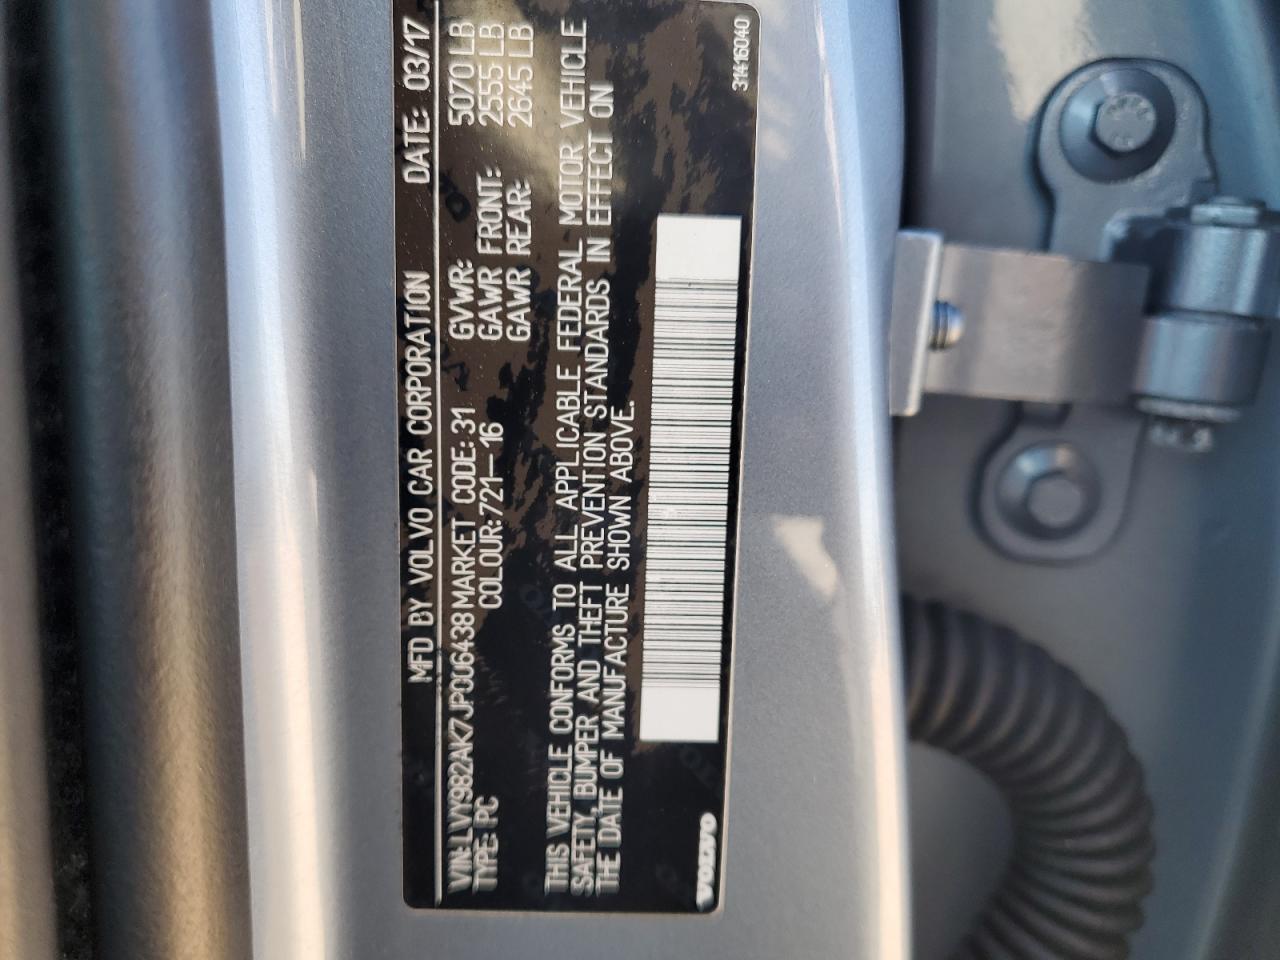 MFD BY VOLVO CAR CORPORATION DATE: 03/17
VIN: LVY982AK7JP006438 MARKET CODE: 31 GVWR: 5070 LB
TYPE: PC COLOUR: 721-16 GAWR FRONT: 2555 LB
GAWR REAR: 2645 LB
THIS VEHICLE CONFORMS TO ALL APPLICABLE FEDERAL MOTOR VEHICLE
SAFETY, BUMPER AND THEFT PREVENTION STANDARDS IN EFFECT ON
THE DATE OF MANUFACTURE SHOWN ABOVE.
VOLVO 31416040